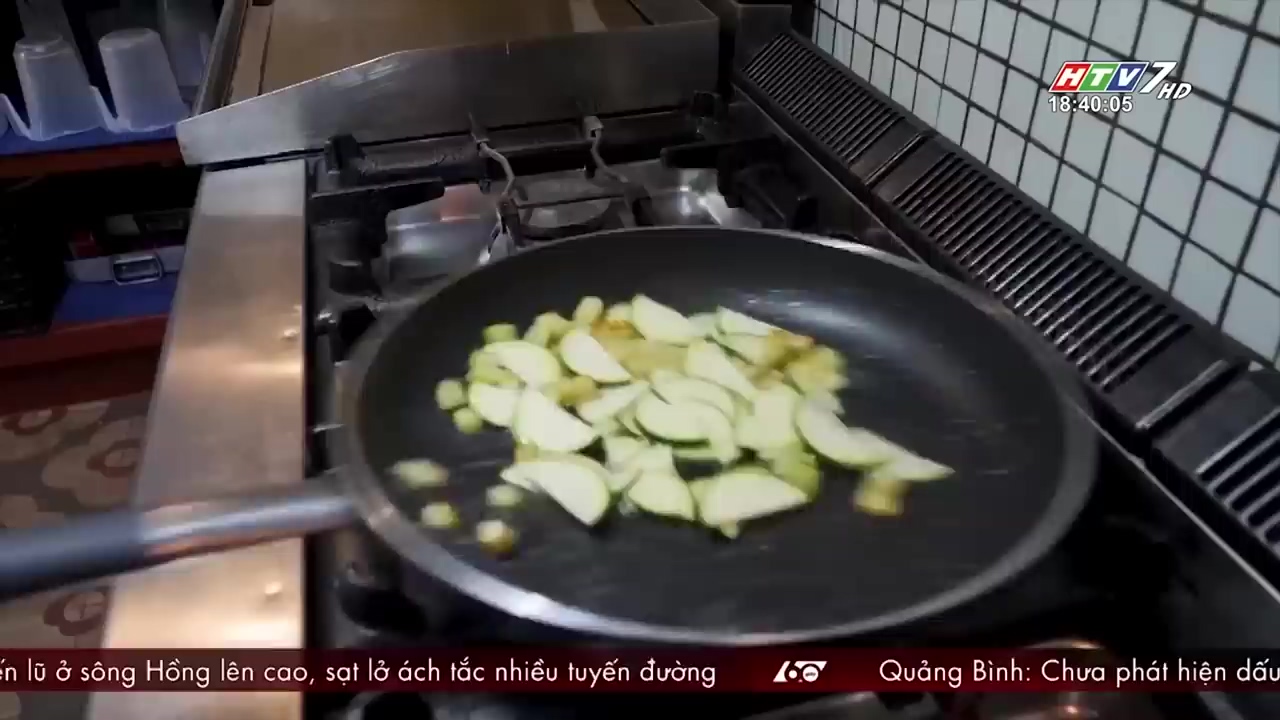 HTV7 HD
18:40:05
ến lũ ở sông Hồng lên cao, sạt lở ách tắc nhiều tuyến đường
Quảng Bình: Chưa phát hiện dấu